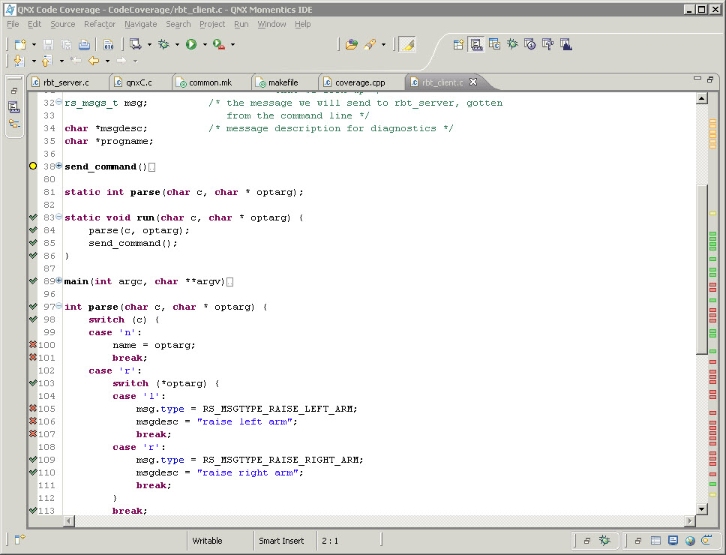 QNX Code Coverage - CodeCoverage/rbt_client.c - QNX Momentics IDE
File Edit Source Refactor Navigate Search Project QNX Run Window Help
rbt_server.c qnxC.c common.mk makefile coverage.cpp rbt_client.c
32 rs_msgs_t msg; /* the message we will send to rbt_server, gotten
33 from the command line */
34 char *msgdesc; /* message description for diagnostics */
35 char *progname;
36
38 send_command()
80
81 static int parse(char c, char * optarg);
82
83 static void run(char c, char * optarg) {
84 parse(c, optarg);
85 send_command();
86 }
87
89 main(int argc, char **argv)
96
97 int parse(char c, char * optarg) {
98 switch (c) {
99 case 'n':
100 name = optarg;
101 break;
102 case 'r':
103 switch (*optarg) {
104 case 'l':
105 msg.type = RS_MSGTYPE_RAISE_LEFT_ARM;
106 msgdesc = "raise left arm";
107 break;
108 case 'r':
109 msg.type = RS_MSGTYPE_RAISE_RIGHT_ARM;
110 msgdesc = "raise right arm";
111 break;
112 }
113 break;
Writable Smart Insert 2 : 1